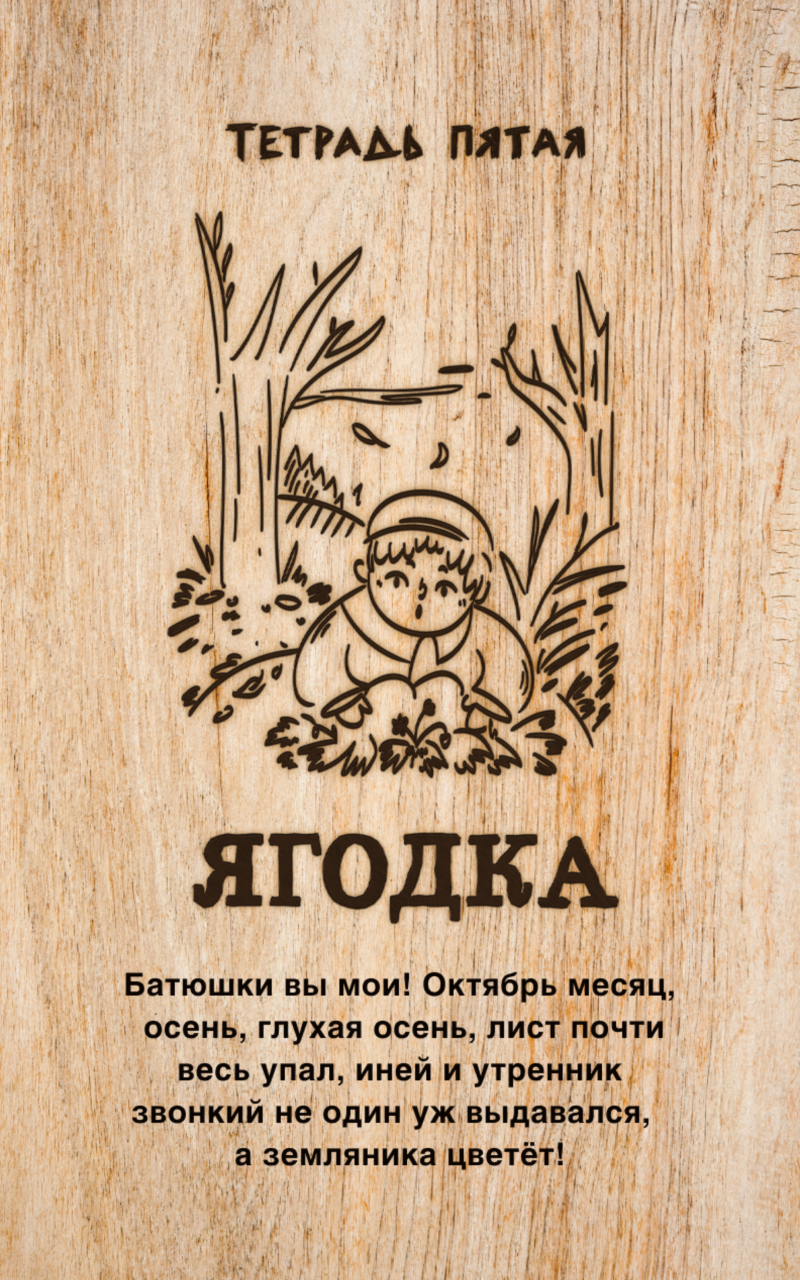 ТЕТРАДЬ ПЯТАЯ
ЯГОДКА
Батюшки вы мои! Октябрь месяц,
осень, глухая осень, лист почти
весь упал, иней и утренник
звонкий не один уж выдавался,
а земляника цветёт!